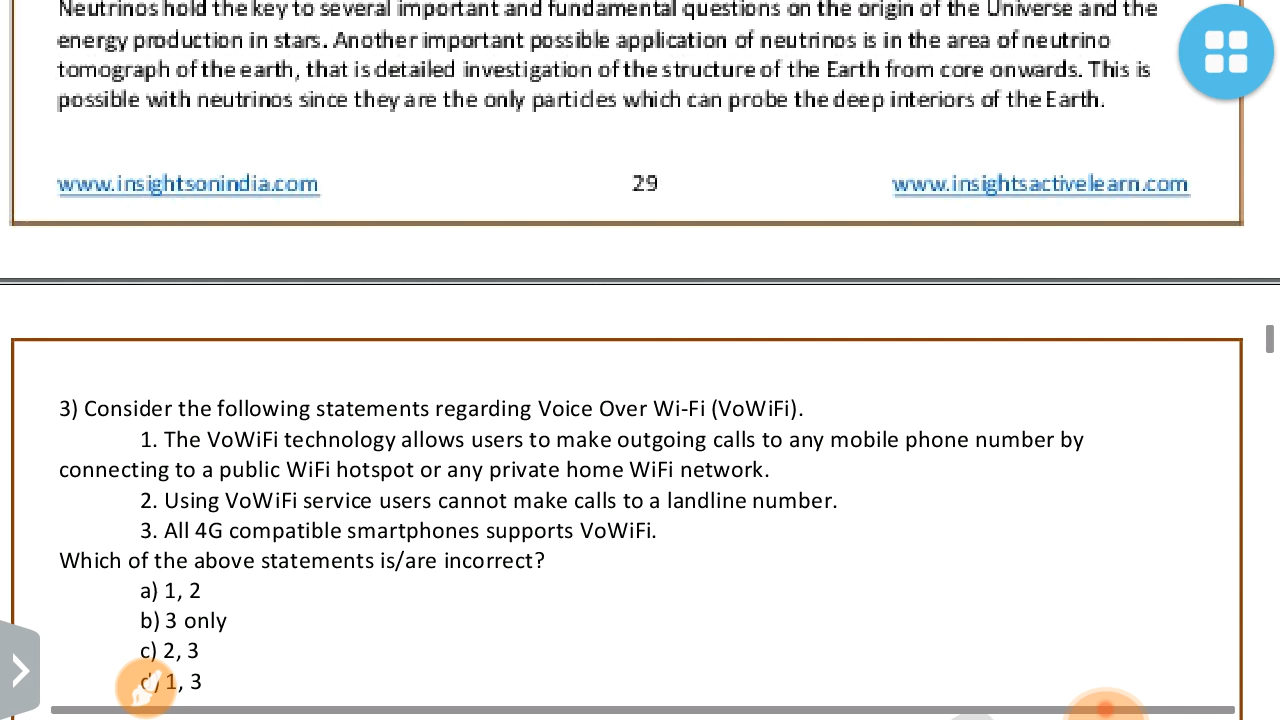 Neutrinos hold the key to several important and fundamental questions on the origin of the Universe and the
energy production in stars. Another important possible application of neutrinos is in the area of neutrino
tomograph of the earth, that is detailed investigation of the structure of the Earth from core onwards. This is
possible with neutrinos since they are the only particles which can probe the deep interiors of the Earth.
www.insightsonindia.com 29 www.insightsactivelearn.com
3) Consider the following statements regarding Voice Over Wi-Fi (VoWiFi).
1. The VoWiFi technology allows users to make outgoing calls to any mobile phone number by
connecting to a public WiFi hotspot or any private home WiFi network.
2. Using VoWiFi service users cannot make calls to a landline number.
3. All 4G compatible smartphones supports VoWiFi.
Which of the above statements is/are incorrect?
a) 1, 2
b) 3 only
c) 2, 3
d) 1, 3